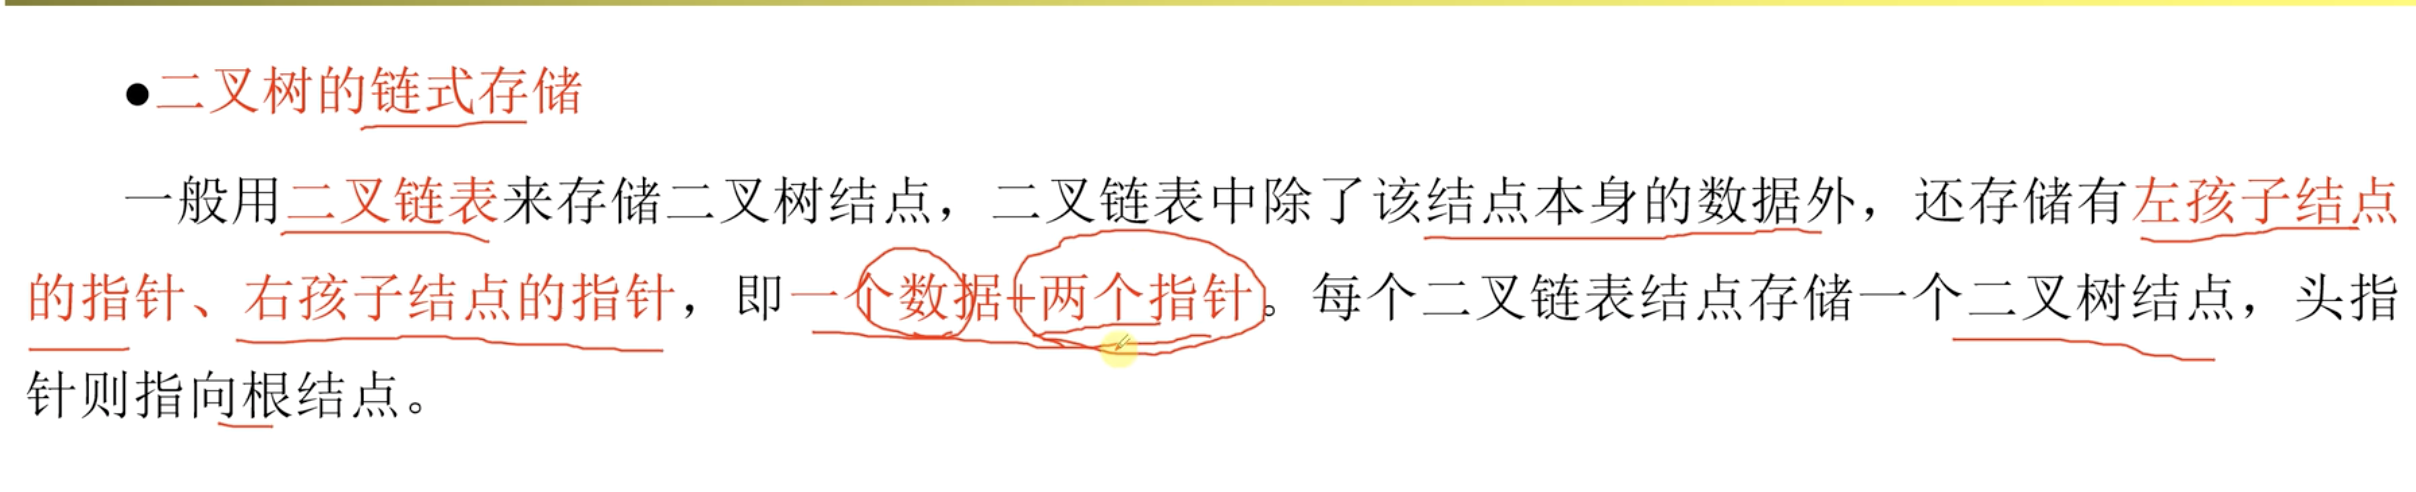 ●二叉树的链式存储
一般用二叉链表来存储二叉树结点，二叉链表中除了该结点本身的数据外，还存储有左孩子结点
的指针、右孩子结点的指针，即一个数据+两个指针。每个二叉链表结点存储一个二叉树结点，头指
针则指向根结点。